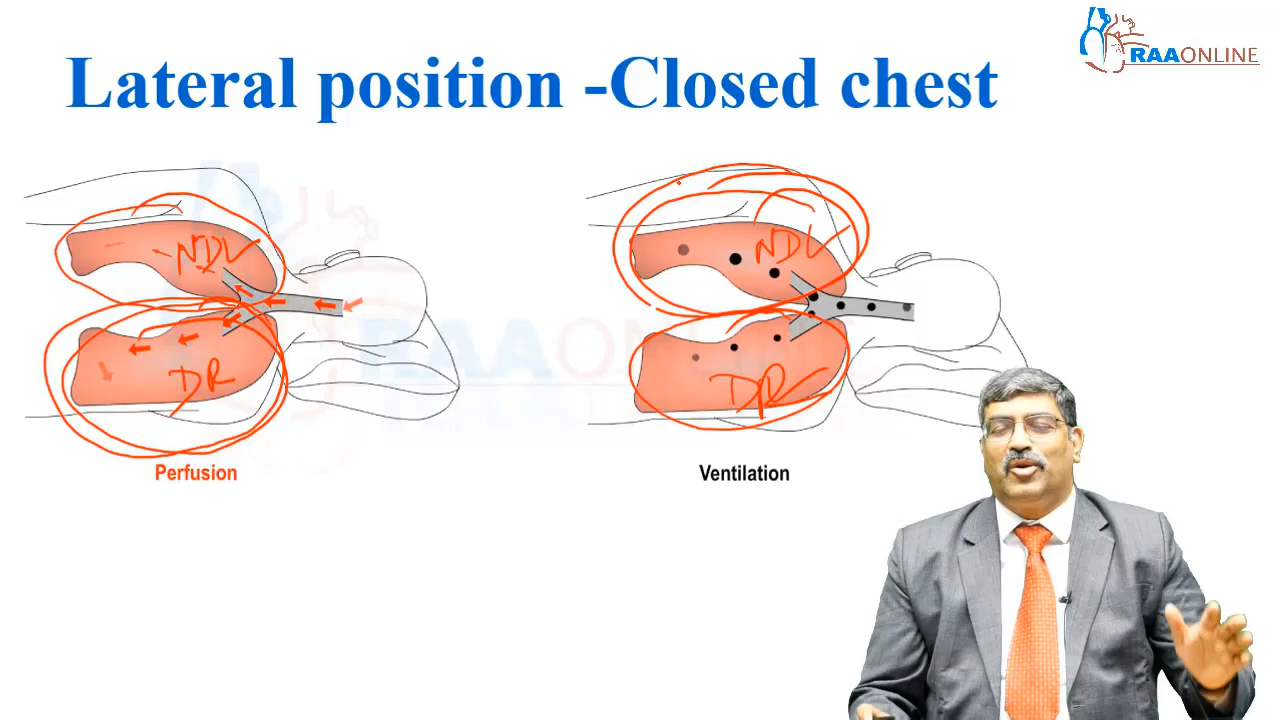 RAAONLINE
Lateral position -Closed chest
NDL
NDL
DR
DR
Perfusion
Ventilation